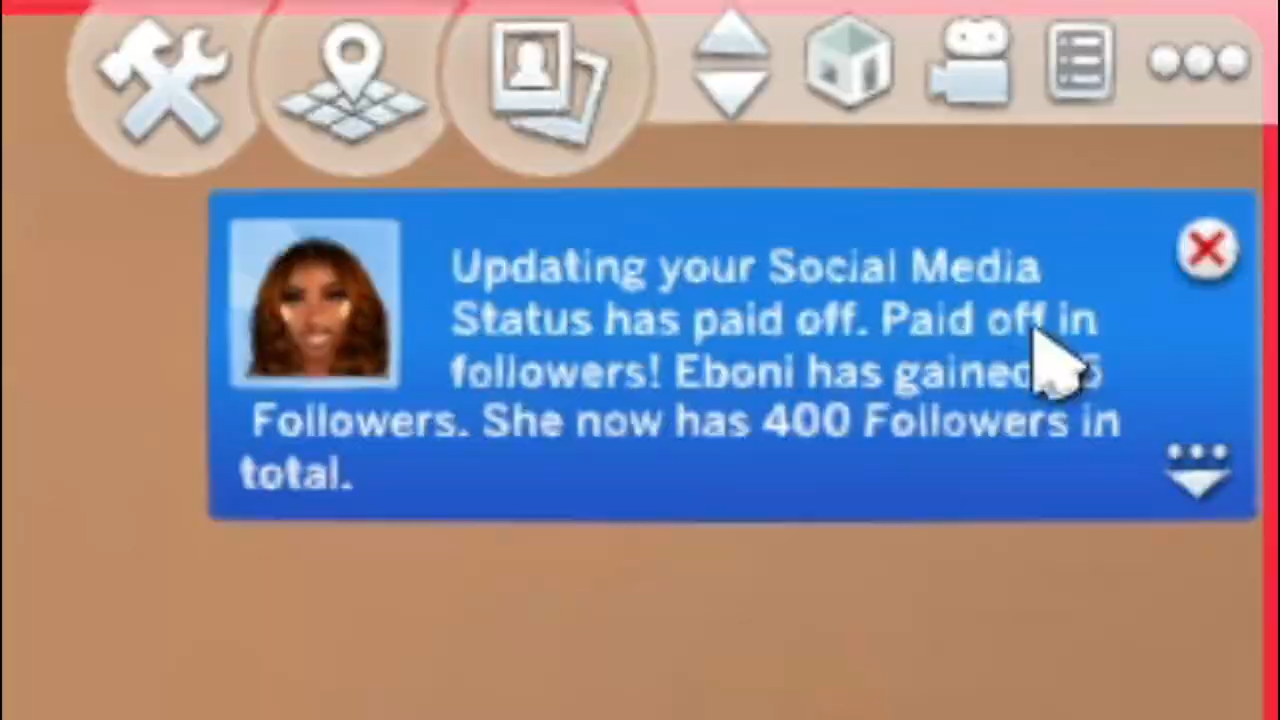 Updating your Social Media
Status has paid off. Paid off in
followers! Eboni has gained
Followers. She now has 400 Followers in
total.